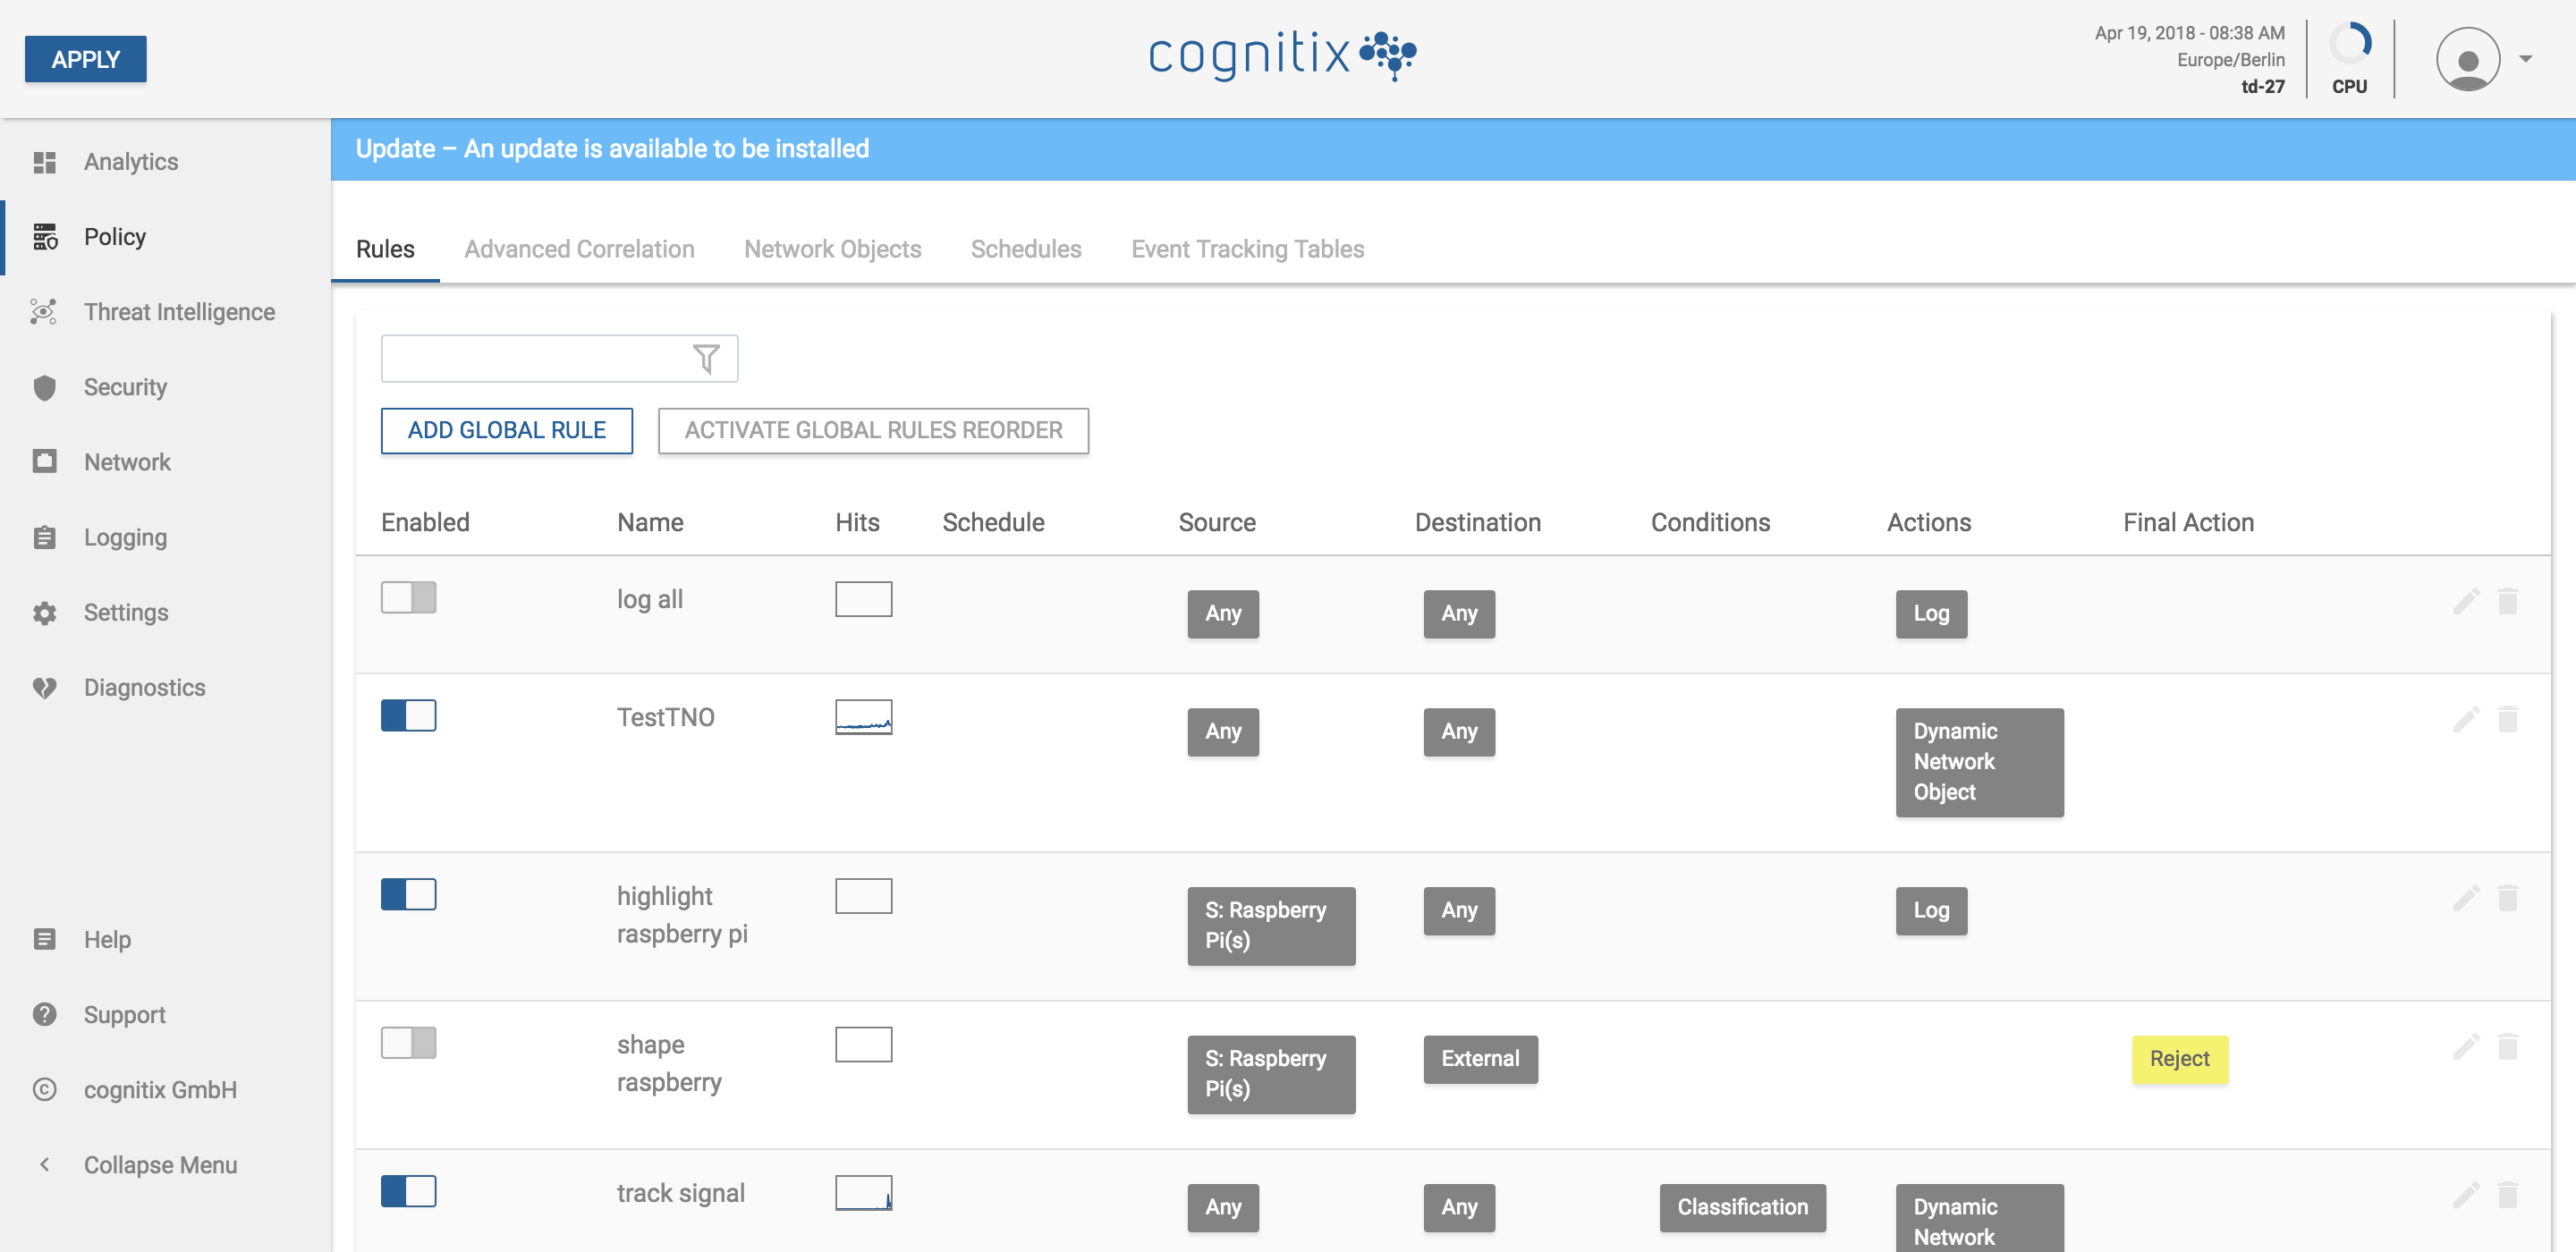 APPLY
cognitix
Apr 19, 2018 - 08:38 AM
Europe/Berlin
td-27
CPU
Analytics
Policy
Threat Intelligence
Security
Network
Logging
Settings
Diagnostics
Help
Support
cognitix GmbH
Collapse Menu
Update – An update is available to be installed
Rules Advanced Correlation Network Objects Schedules Event Tracking Tables
ADD GLOBAL RULE ACTIVATE GLOBAL RULES REORDER
Enabled Name Hits Schedule Source Destination Conditions Actions Final Action
log all Any Any Log
TestTNO Any Any Dynamic
Network
Object
highlight S: Raspberry Any Log
raspberry pi Pi(s)
shape S: Raspberry External Reject
raspberry Pi(s)
track signal Any Any Classification Dynamic
Network